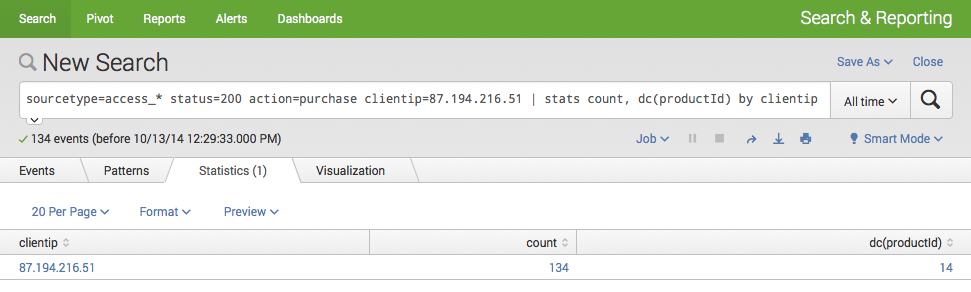 Search Pivot Reports Alerts Dashboards Search & Reporting
New Search Save As Close
sourcetype=access_* status=200 action=purchase clientip=87.194.216.51 | stats count, dc(productId) by clientip All time
134 events (before 10/13/14 12:29:33.000 PM) Job Smart Mode
Events Patterns Statistics (1) Visualization
20 Per Page Format Preview
clientip count dc(productId)
87.194.216.51 134 14